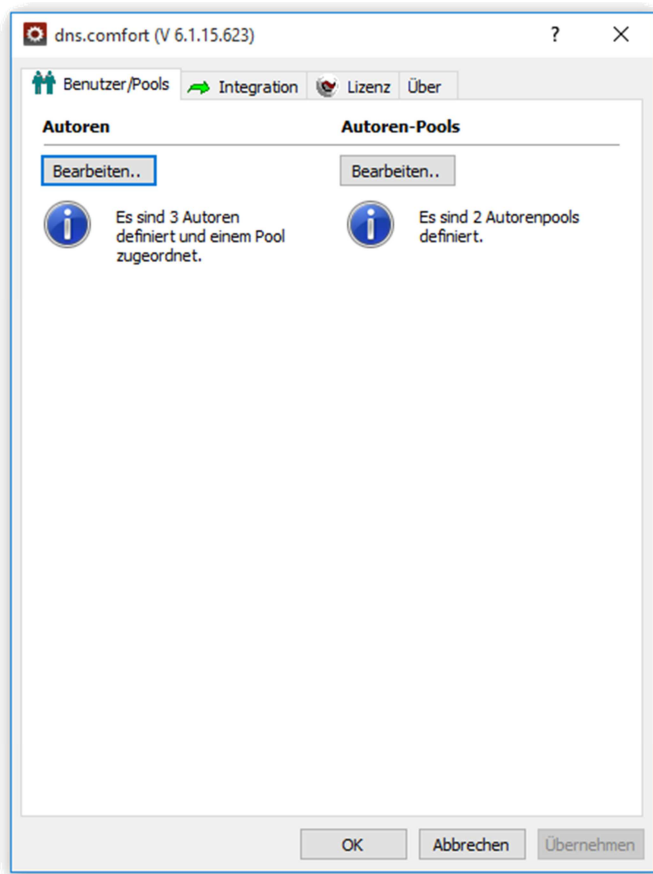 dns.comfort (V 6.1.15.623)
Benutzer/Pools Integration Lizenz Über
Autoren
Bearbeiten..
Es sind 3 Autoren
definiert und einem Pool
zugeordnet.
Autoren-Pools
Bearbeiten..
Es sind 2 Autorenpools
definiert.
OK Abbrechen Übernehmen